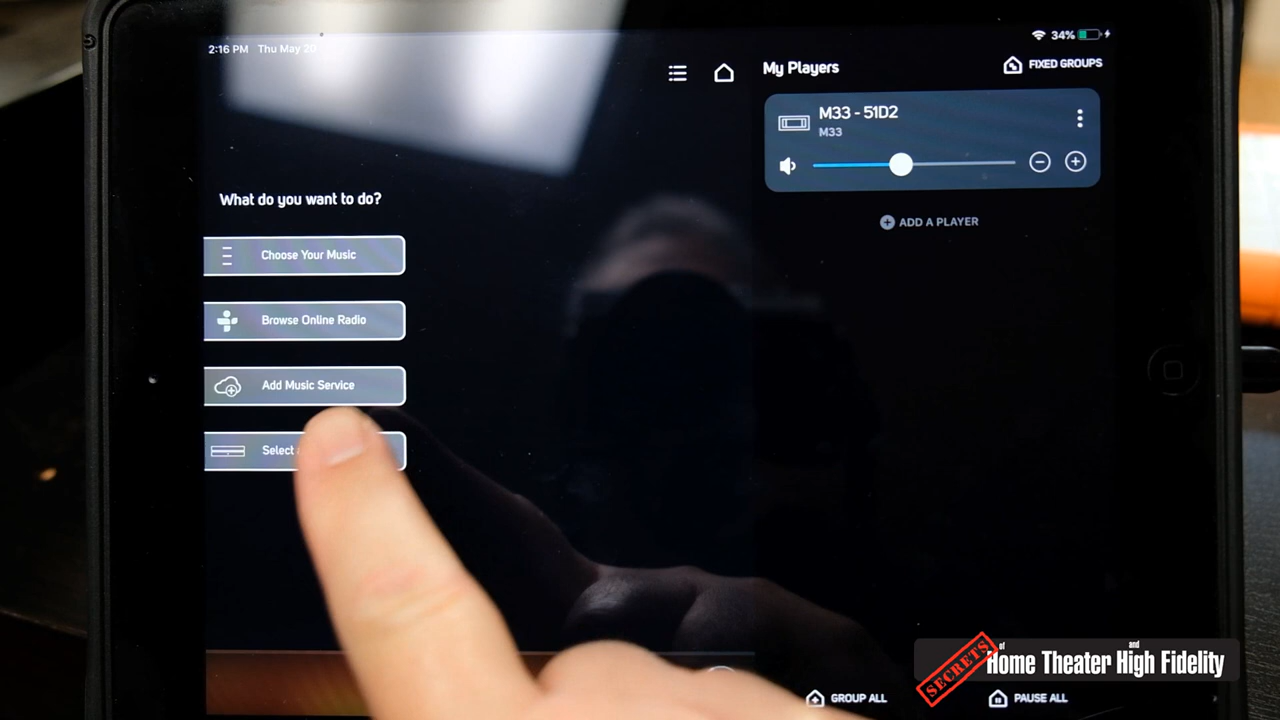 2:16 PM Thu May 20
34%
My Players
FIXED GROUPS
M33 - 51D2
M33
ADD A PLAYER
What do you want to do?
Choose Your Music
Browse Online Radio
Add Music Service
Select
GROUP ALL
PAUSE ALL
SECRETS of Home Theater and High Fidelity